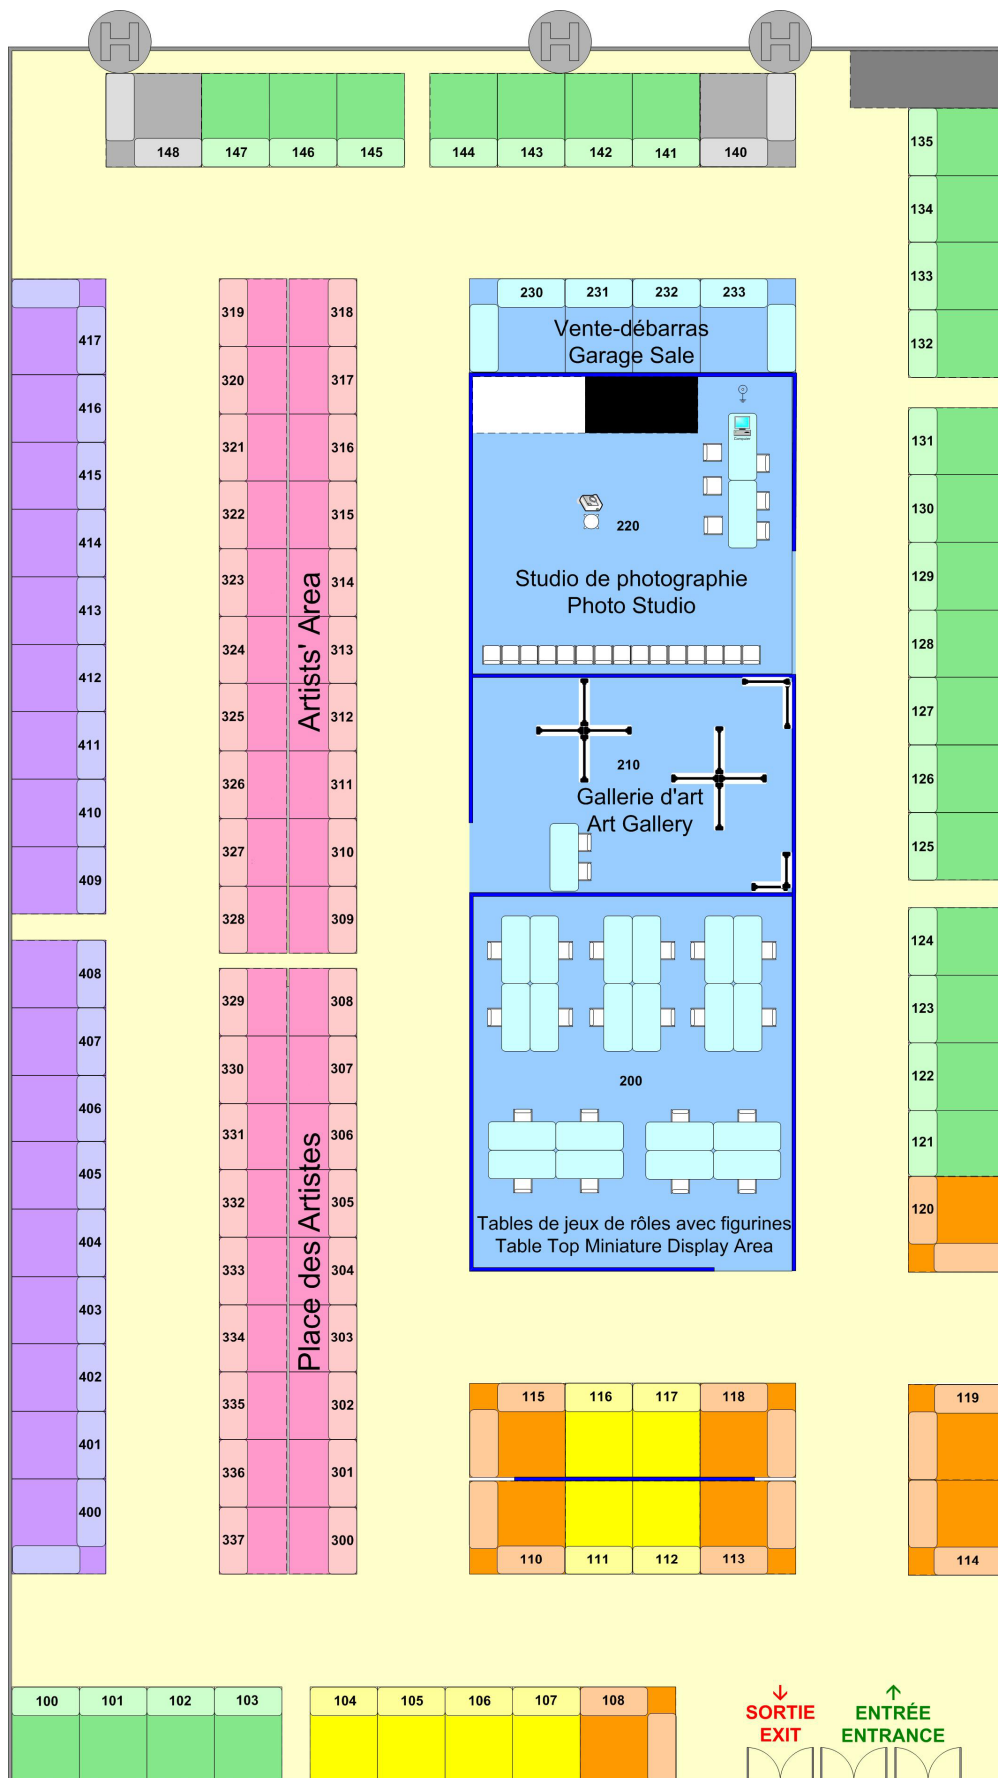 H H H
148 147 146 145 144 143 142 141 140
135
134
133
132
131
130
129
128
127
126
125
124
123
122
121
120
417
416
415
414
413
412
411
410
409
408
407
406
405
404
403
402
401
400
319 318
320 317
321 316
322 315
323 314
324 313
325 312
326 311
327 310
328 309
Artists' Area
329 308
330 307
331 306
332 305
333 304
334 303
335 302
336 301
337 300
Place des Artistes
230 231 232 233
Vente-débarras
Garage Sale
Computer
220
Studio de photographie
Photo Studio
210
Gallerie d'art
Art Gallery
200
Tables de jeux de rôles avec figurines
Table Top Miniature Display Area
115 116 117 118
119
110 111 112 113
114
100 101 102 103 104 105 106 107 108
SORTIE
EXIT
ENTRÉE
ENTRANCE